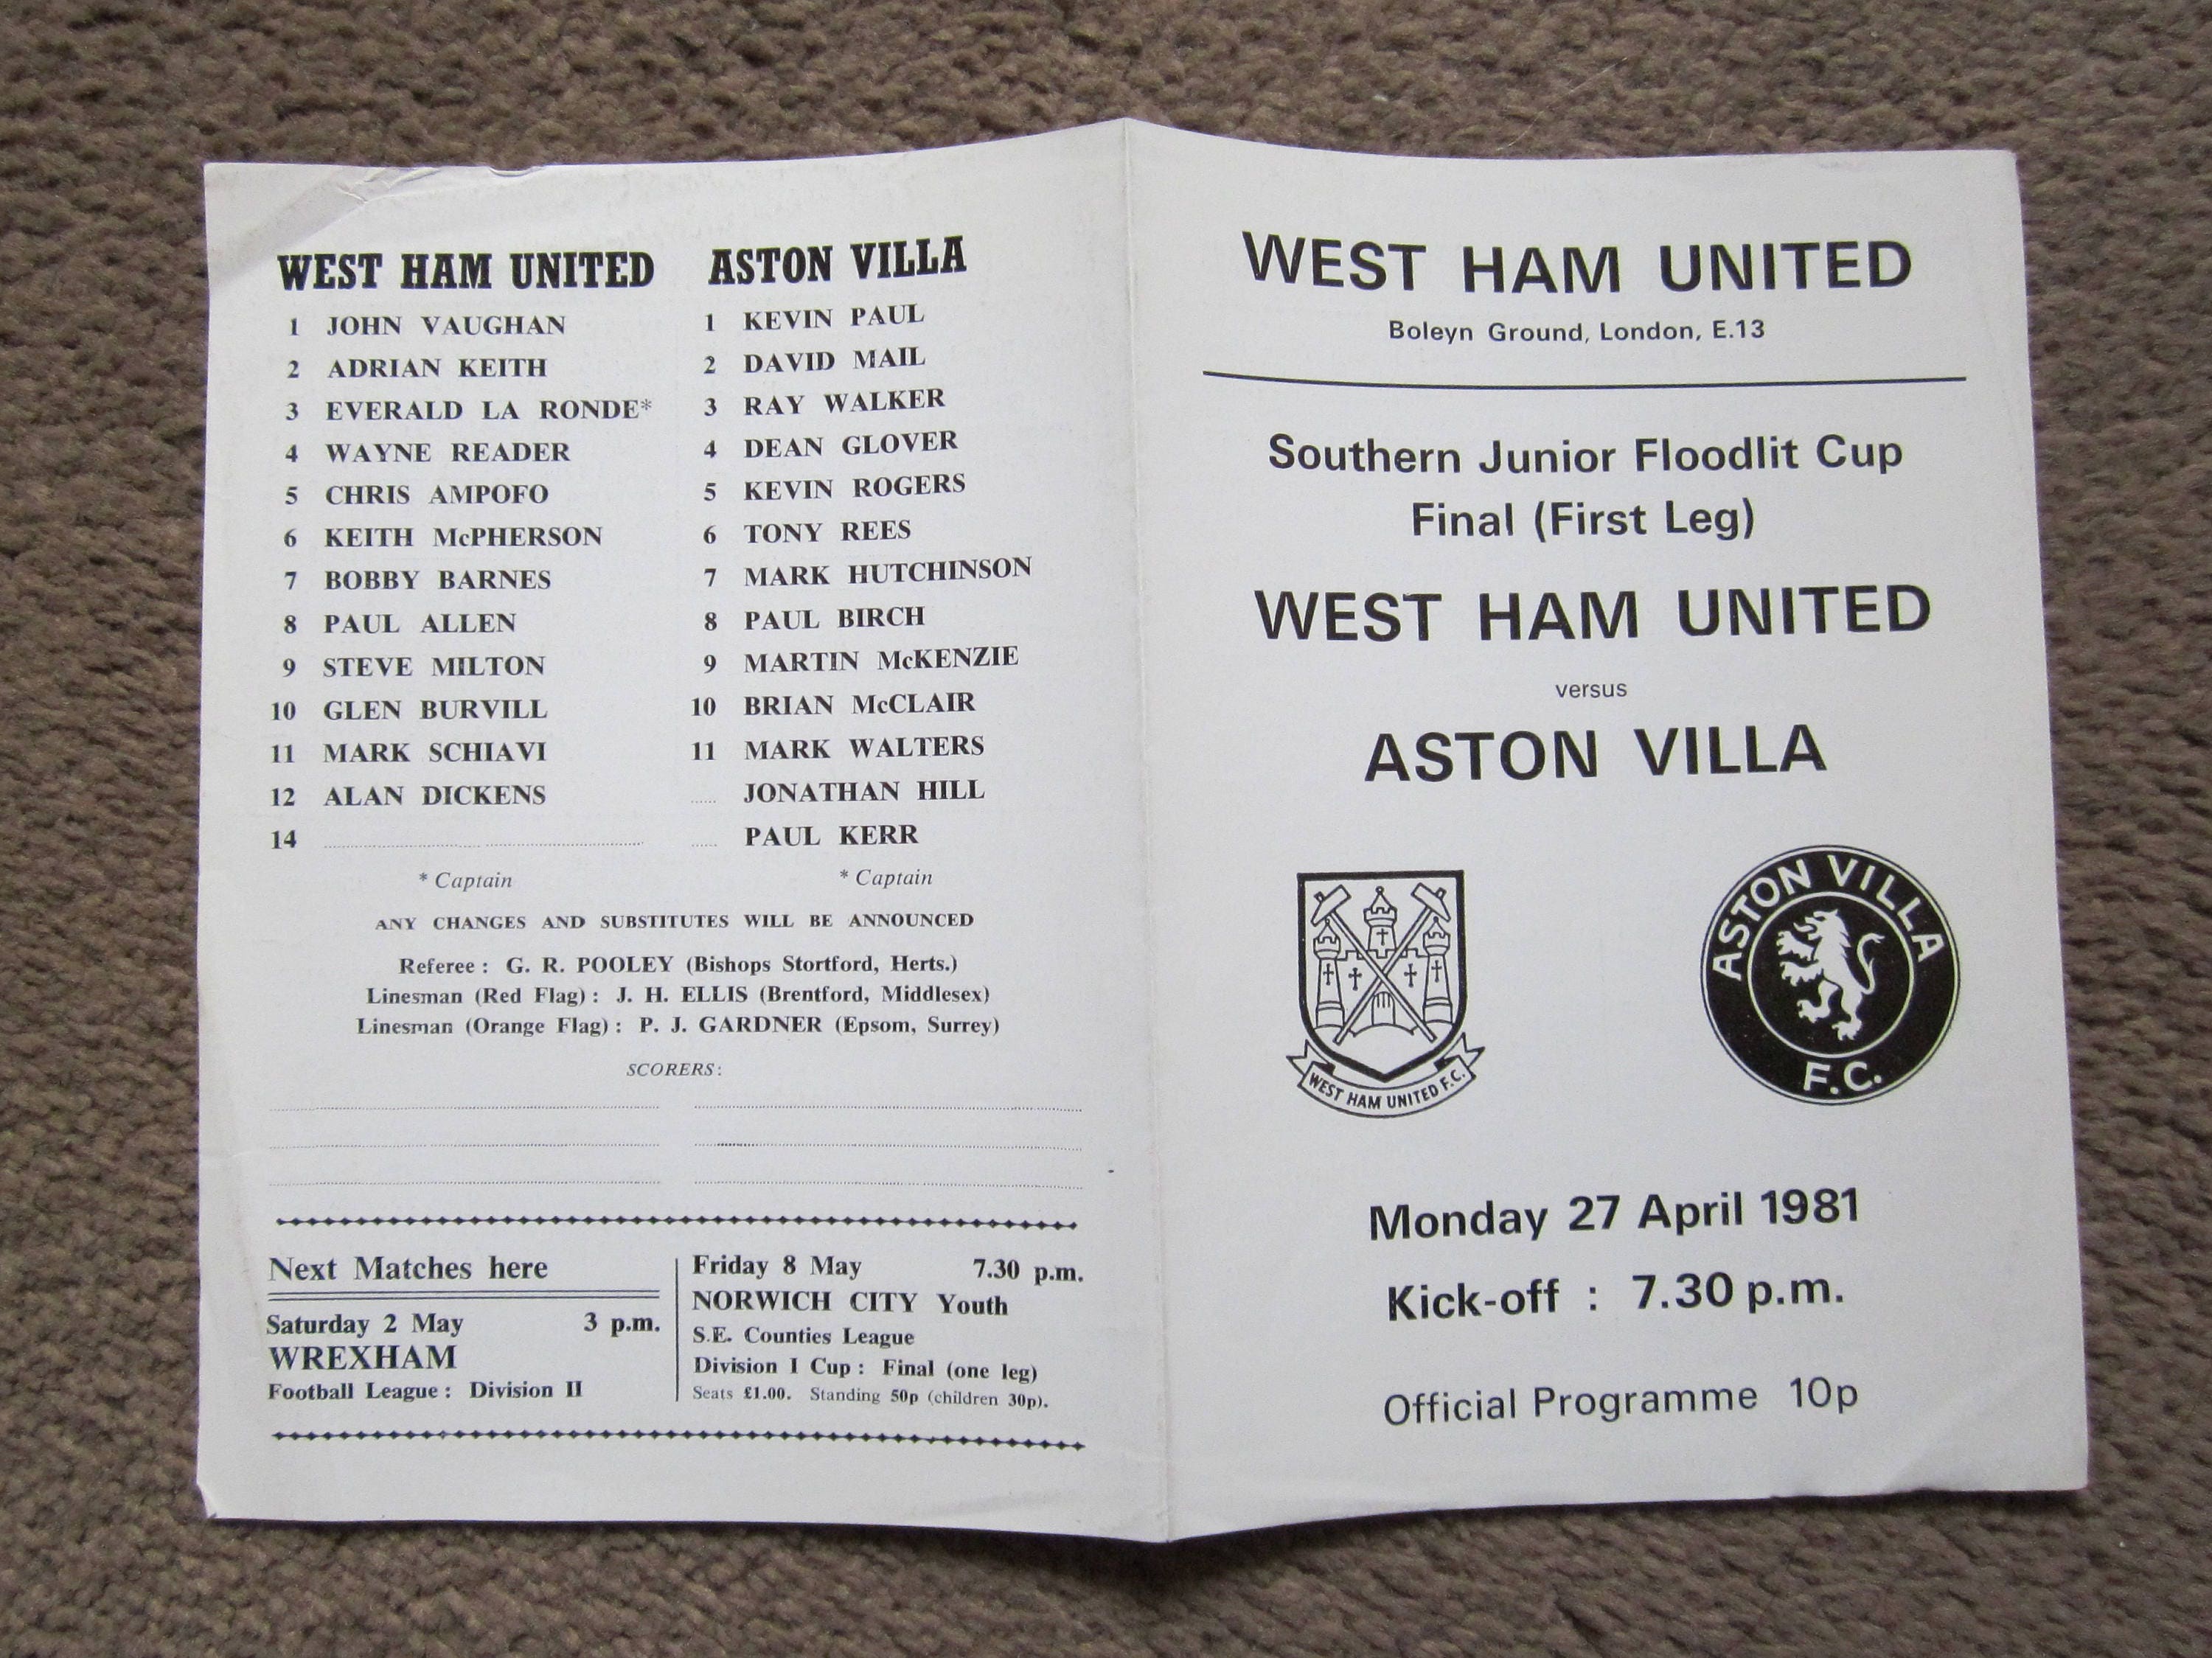 WEST HAM UNITED
1 JOHN VAUGHAN
2 ADRIAN KEITH
3 EVERALD LA RONDE*
4 WAYNE READER
5 CHRIS AMPOFO
6 KEITH McPHERSON
7 BOBBY BARNES
8 PAUL ALLEN
9 STEVE MILTON
10 GLEN BURVILL
11 MARK SCHIAVI
12 ALAN DICKENS
14
* Captain
ASTON VILLA
1 KEVIN PAUL
2 DAVID MAIL
3 RAY WALKER
4 DEAN GLOVER
5 KEVIN ROGERS
6 TONY REES
7 MARK HUTCHINSON
8 PAUL BIRCH
9 MARTIN McKENZIE
10 BRIAN McCLAIR
11 MARK WALTERS
JONATHAN HILL
PAUL KERR
* Captain
ANY CHANGES AND SUBSTITUTES WILL BE ANNOUNCED
Referee : G. R. POOLEY (Bishops Stortford, Herts.)
Linesman (Red Flag) : J. H. ELLIS (Brentford, Middlesex)
Linesman (Orange Flag) : P. J. GARDNER (Epsom, Surrey)
SCORERS:
Next Matches here
Saturday 2 May 3 p.m.
WREXHAM
Football League : Division II
Friday 8 May 7.30 p.m.
NORWICH CITY Youth
S.E. Counties League
Division I Cup : Final (one leg)
Seats £1.00. Standing 50p (children 30p).
WEST HAM UNITED
Boleyn Ground, London, E.13
Southern Junior Floodlit Cup
Final (First Leg)
WEST HAM UNITED
versus
ASTON VILLA
WEST HAM UNITED F.C.
ASTON VILLA
F.C.
Monday 27 April 1981
Kick-off : 7.30 p.m.
Official Programme 10p